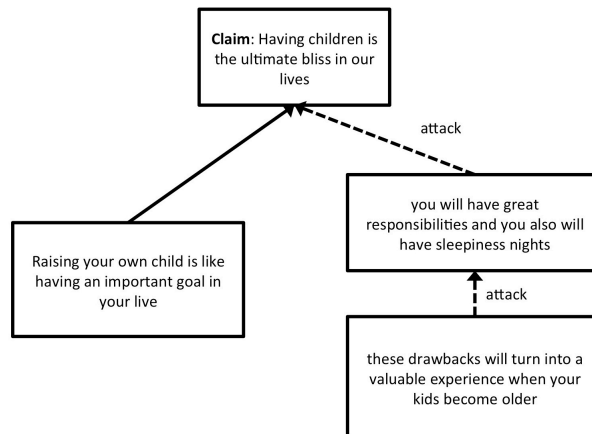 Claim: Having children is
the ultimate bliss in our
lives
attack
you will have great
responsibilities and you also will
have sleepiness nights
Raising your own child is like
having an important goal in
your live
attack
these drawbacks will turn into a
valuable experience when your
kids become older